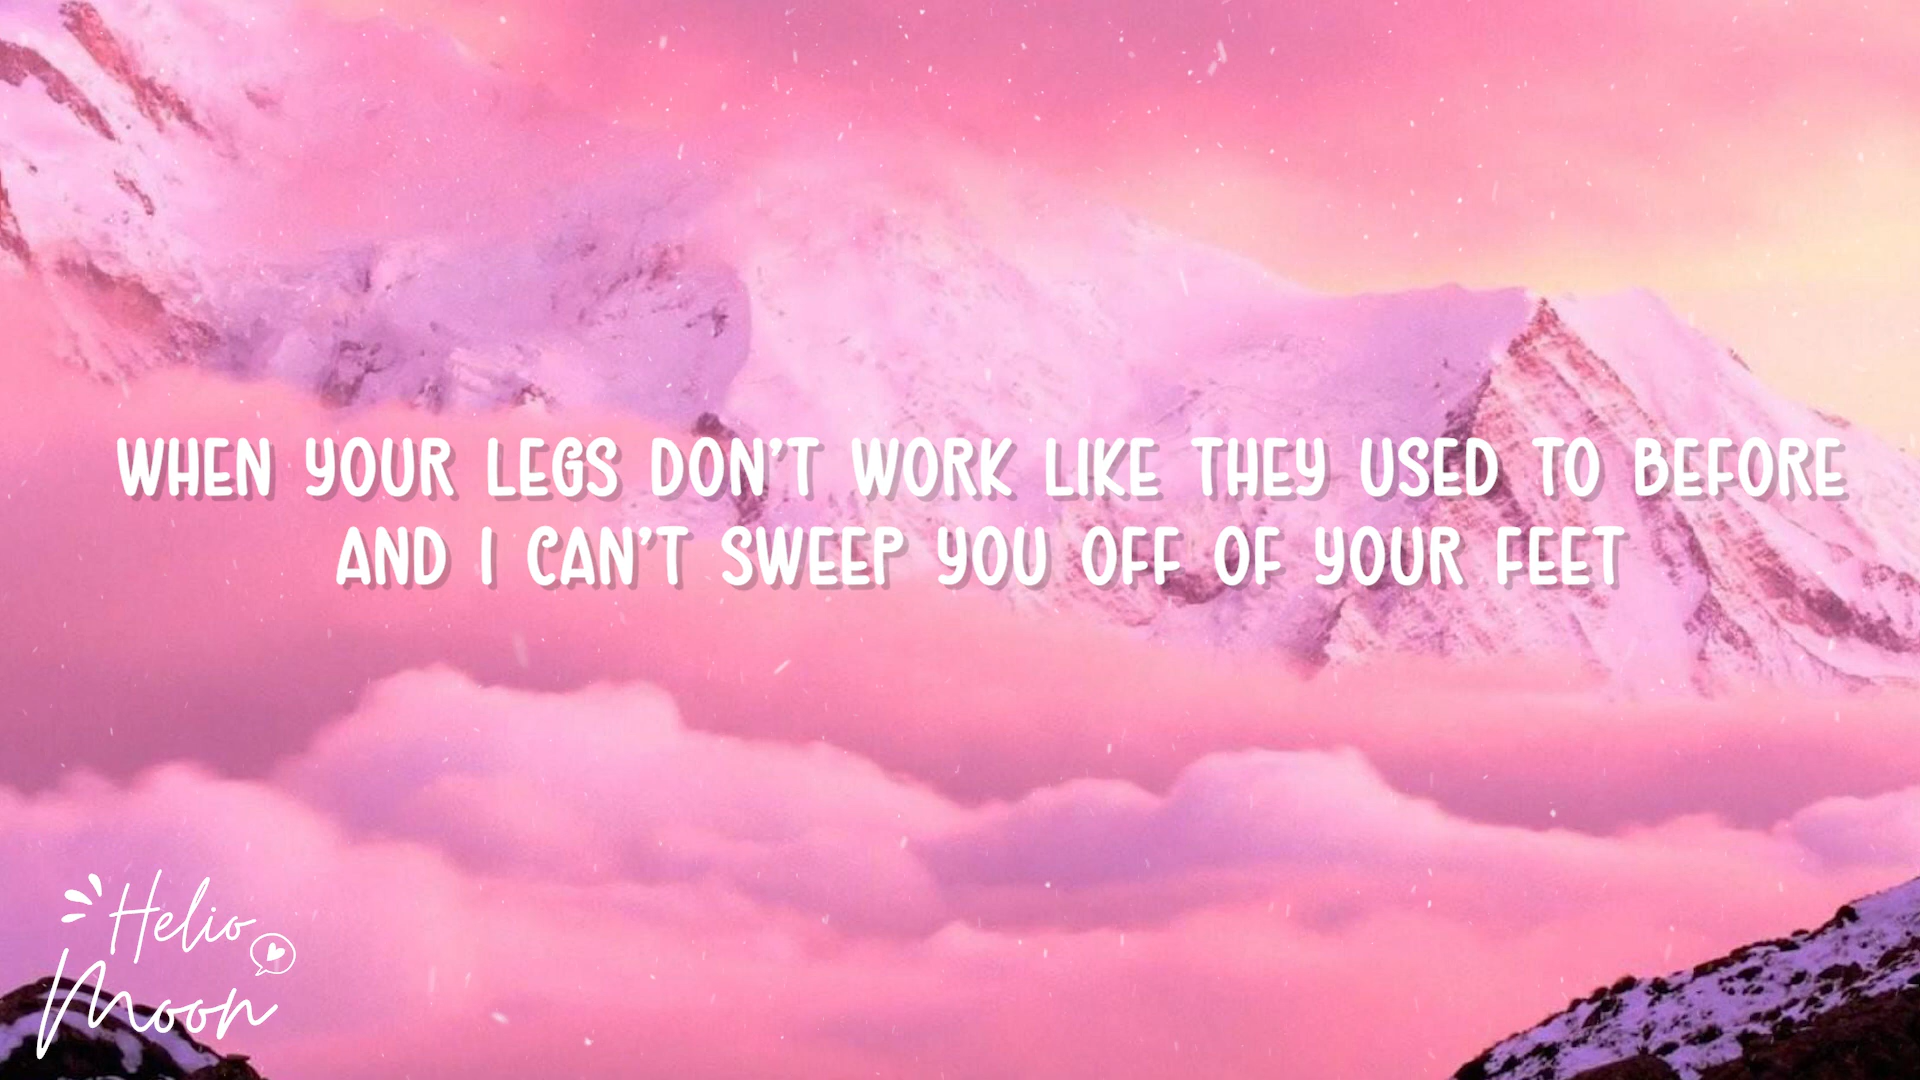 WHEN YOUR LEGS DON'T WORK LIKE THEY USED TO BEFORE
AND I CAN'T SWEEP YOU OFF OF YOUR FEET
Helio
Moon